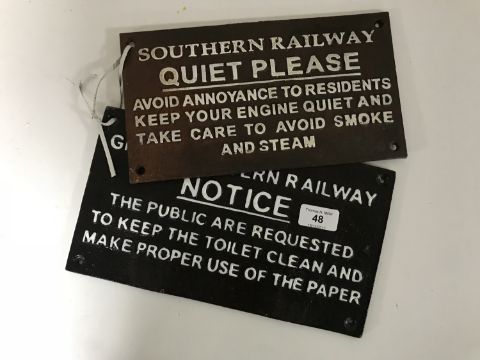 SOUTHERN RAILWAY
QUIET PLEASE
AVOID ANNOYANCE TO RESIDENTS
KEEP YOUR ENGINE QUIET AND
TAKE CARE TO AVOID SMOKE
AND STEAM
RAILWAY
NOTICE
48
THE PUBLIC ARE REQUESTED
TO KEEP THE TOILET CLEAN AND
MAKE PROPER USE OF THE PAPER